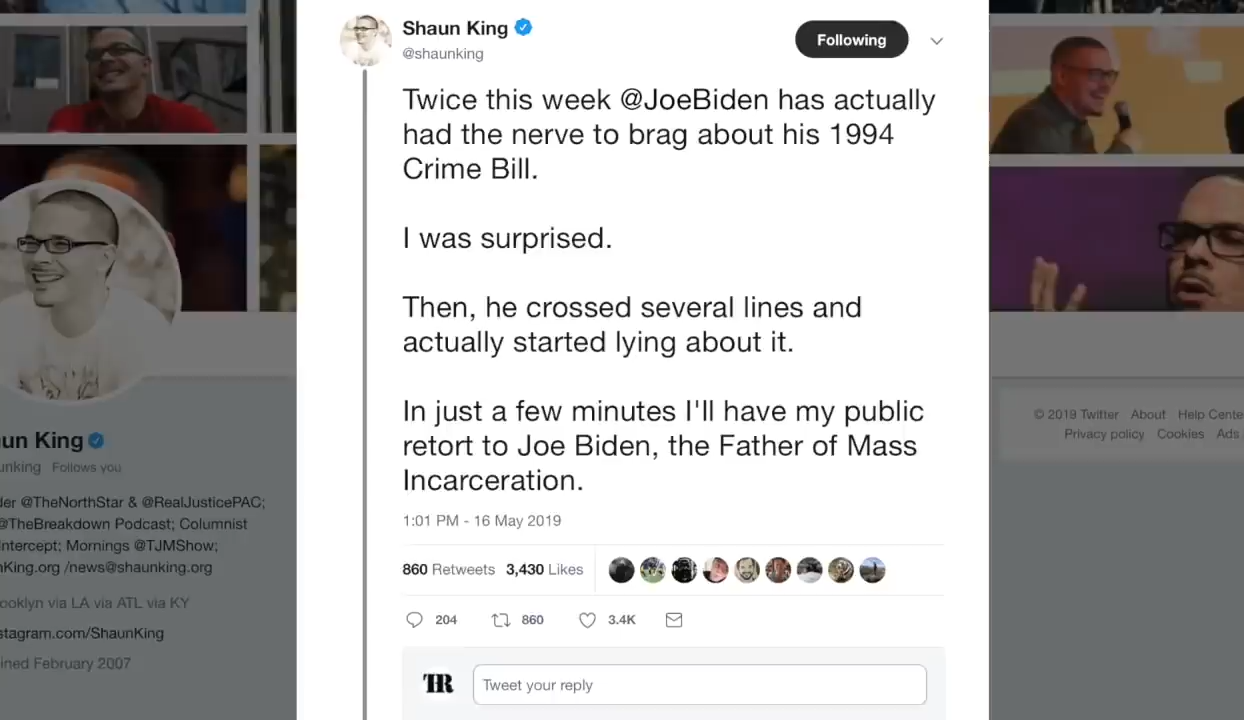 Shaun King
@shaunking
Following
Twice this week @JoeBiden has actually
had the nerve to brag about his 1994
Crime Bill.
I was surprised.
Then, he crossed several lines and
actually started lying about it.
In just a few minutes I'll have my public
retort to Joe Biden, the Father of Mass
Incarceration.
1:01 PM - 16 May 2019
860 Retweets 3,430 Likes
204 860 3.4K
TR
Tweet your reply
un King
unking Follows you
der @TheNorthStar & @RealJusticePAC;
@TheBreakdown Podcast; Columnist
ntercept; Mornings @TJMShow;
nKing.org /news@shaunking.org
ooklyn via LA via ATL via KY
stagram.com/ShaunKing
ined February 2007
© 2019 Twitter About Help Cente
Privacy policy Cookies Ads